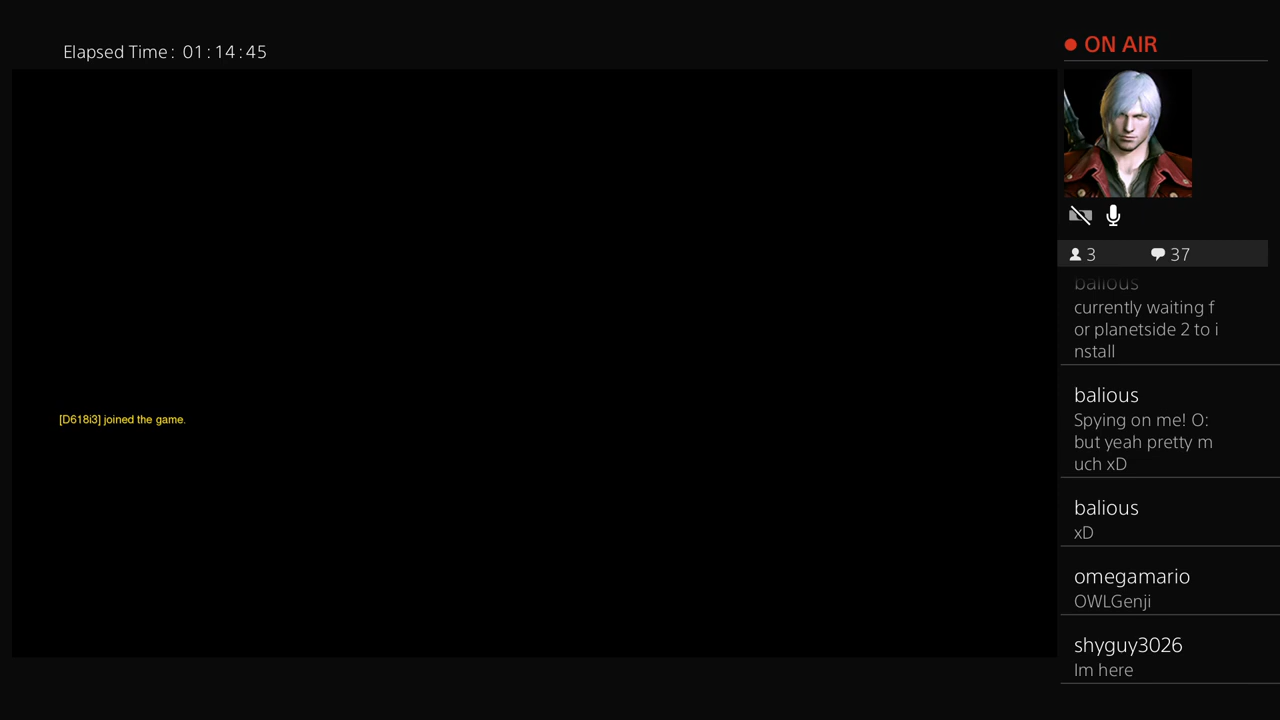 Elapsed Time: 01:14:45
ON AIR
3 37
balious
currently waiting f
or planetside 2 to i
nstall
balious
Spying on me! O:
but yeah pretty m
uch xD
balious
xD
omegamario
OWLGenji
shyguy3026
Im here
[D618i3] joined the game.